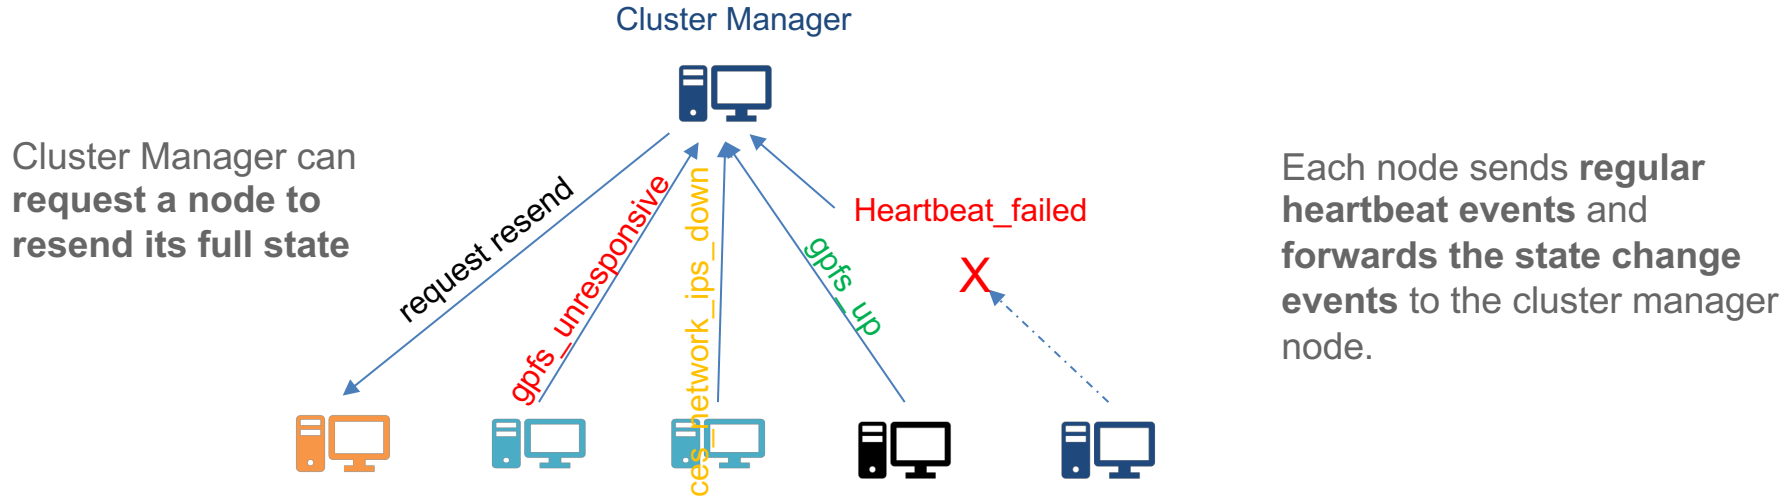 Cluster Manager
Cluster Manager can
request a node to
resend its full state
request resend
gpfs_unresponsive
ces_network_ips_down
gpfs_up
Heartbeat_failed
X
Each node sends regular
heartbeat events and
forwards the state change
events to the cluster manager
node.